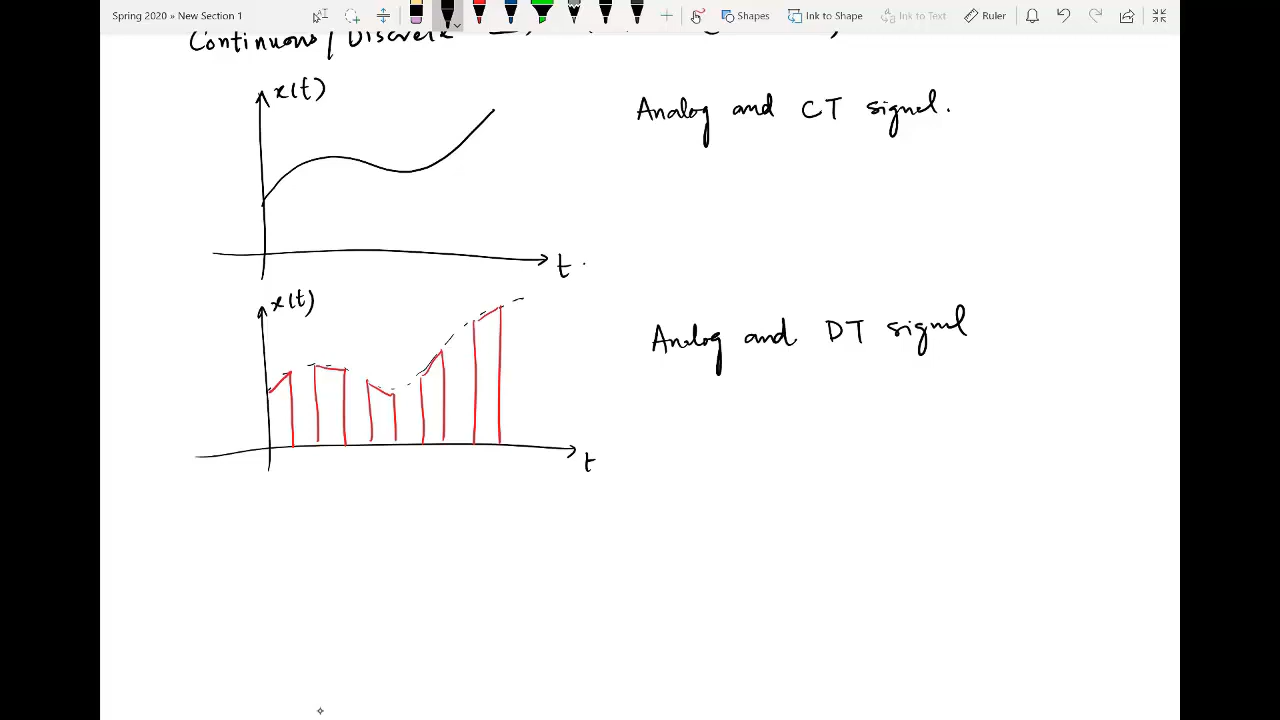 Spring 2020 » New Section 1
Shapes
Ink to Shape
Ink to Text
Ruler
Continuous/Discrete
x(t)
Analog and CT signal.
t
x(t)
Analog and DT signal
t